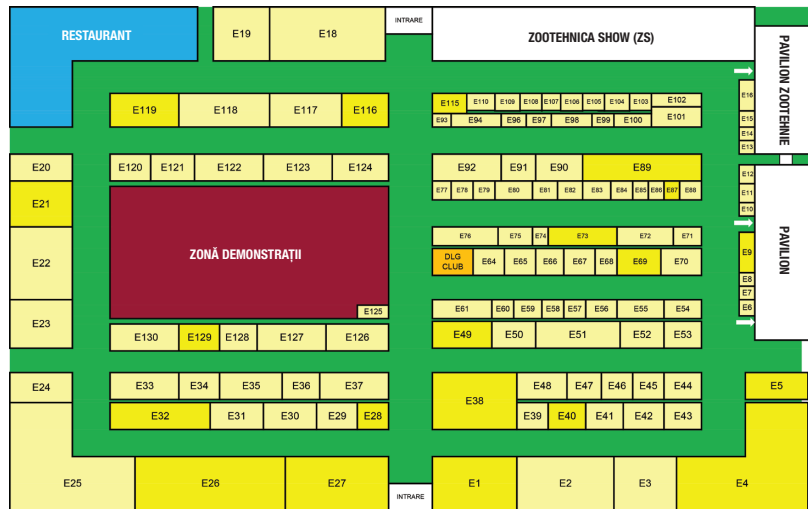 RESTAURANT
E19
E18
INTRARE
ZOOTEHNICA SHOW (ZS)
PAVILION ZOOTEHNIE
E119
E118
E117
E116
E115
E110
E109
E108
E107
E106
E105
E104
E103
E102
E16
E93
E94
E96
E97
E98
E99
E100
E101
E15
E14
E13
E20
E120
E121
E122
E123
E124
E92
E91
E90
E89
E12
E21
E77
E78
E79
E80
E81
E82
E83
E84
E85
E86
E87
E88
E11
E10
PAVILION
ZONĂ DEMONSTRAȚII
E22
E76
E75
E74
E73
E72
E71
E9
DLG
CLUB
E64
E65
E66
E67
E68
E69
E70
E8
E7
E6
E23
E125
E61
E60
E59
E58
E57
E56
E55
E54
E130
E129
E128
E127
E126
E49
E50
E51
E52
E53
E24
E33
E34
E35
E36
E37
E38
E48
E47
E46
E45
E44
E5
E32
E31
E30
E29
E28
E39
E40
E41
E42
E43
E25
E26
E27
INTRARE
E1
E2
E3
E4